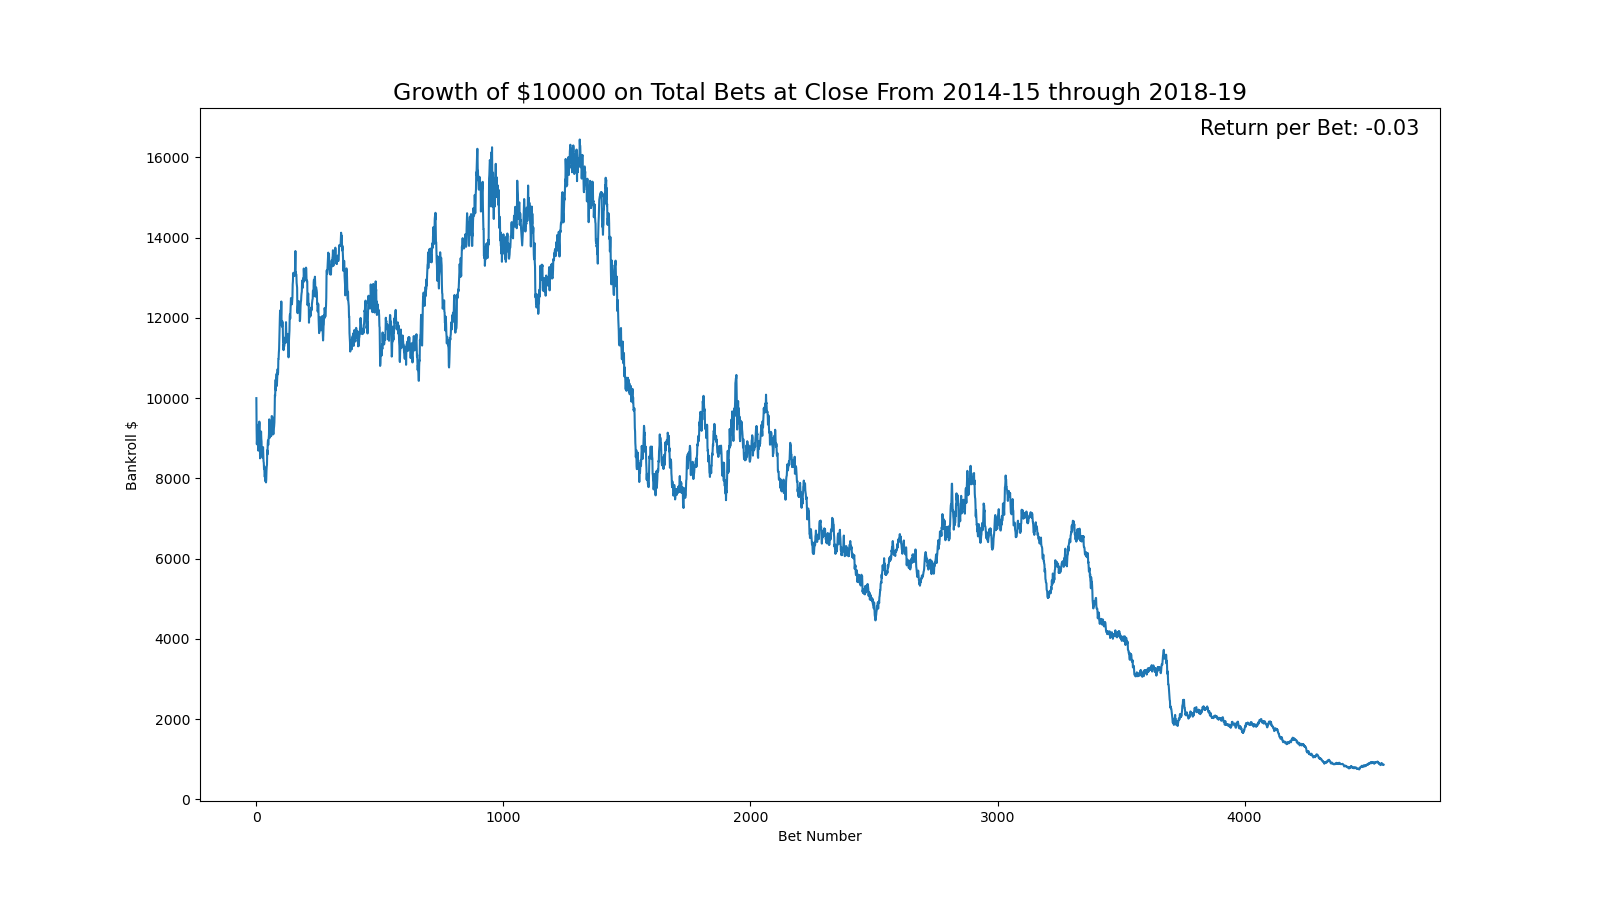 Growth of $10000 on Total Bets at Close From 2014-15 through 2018-19
Return per Bet: -0.03
16000
14000
12000
10000
8000
6000
4000
2000
0
Bankroll $
0 1000 2000 3000 4000
Bet Number